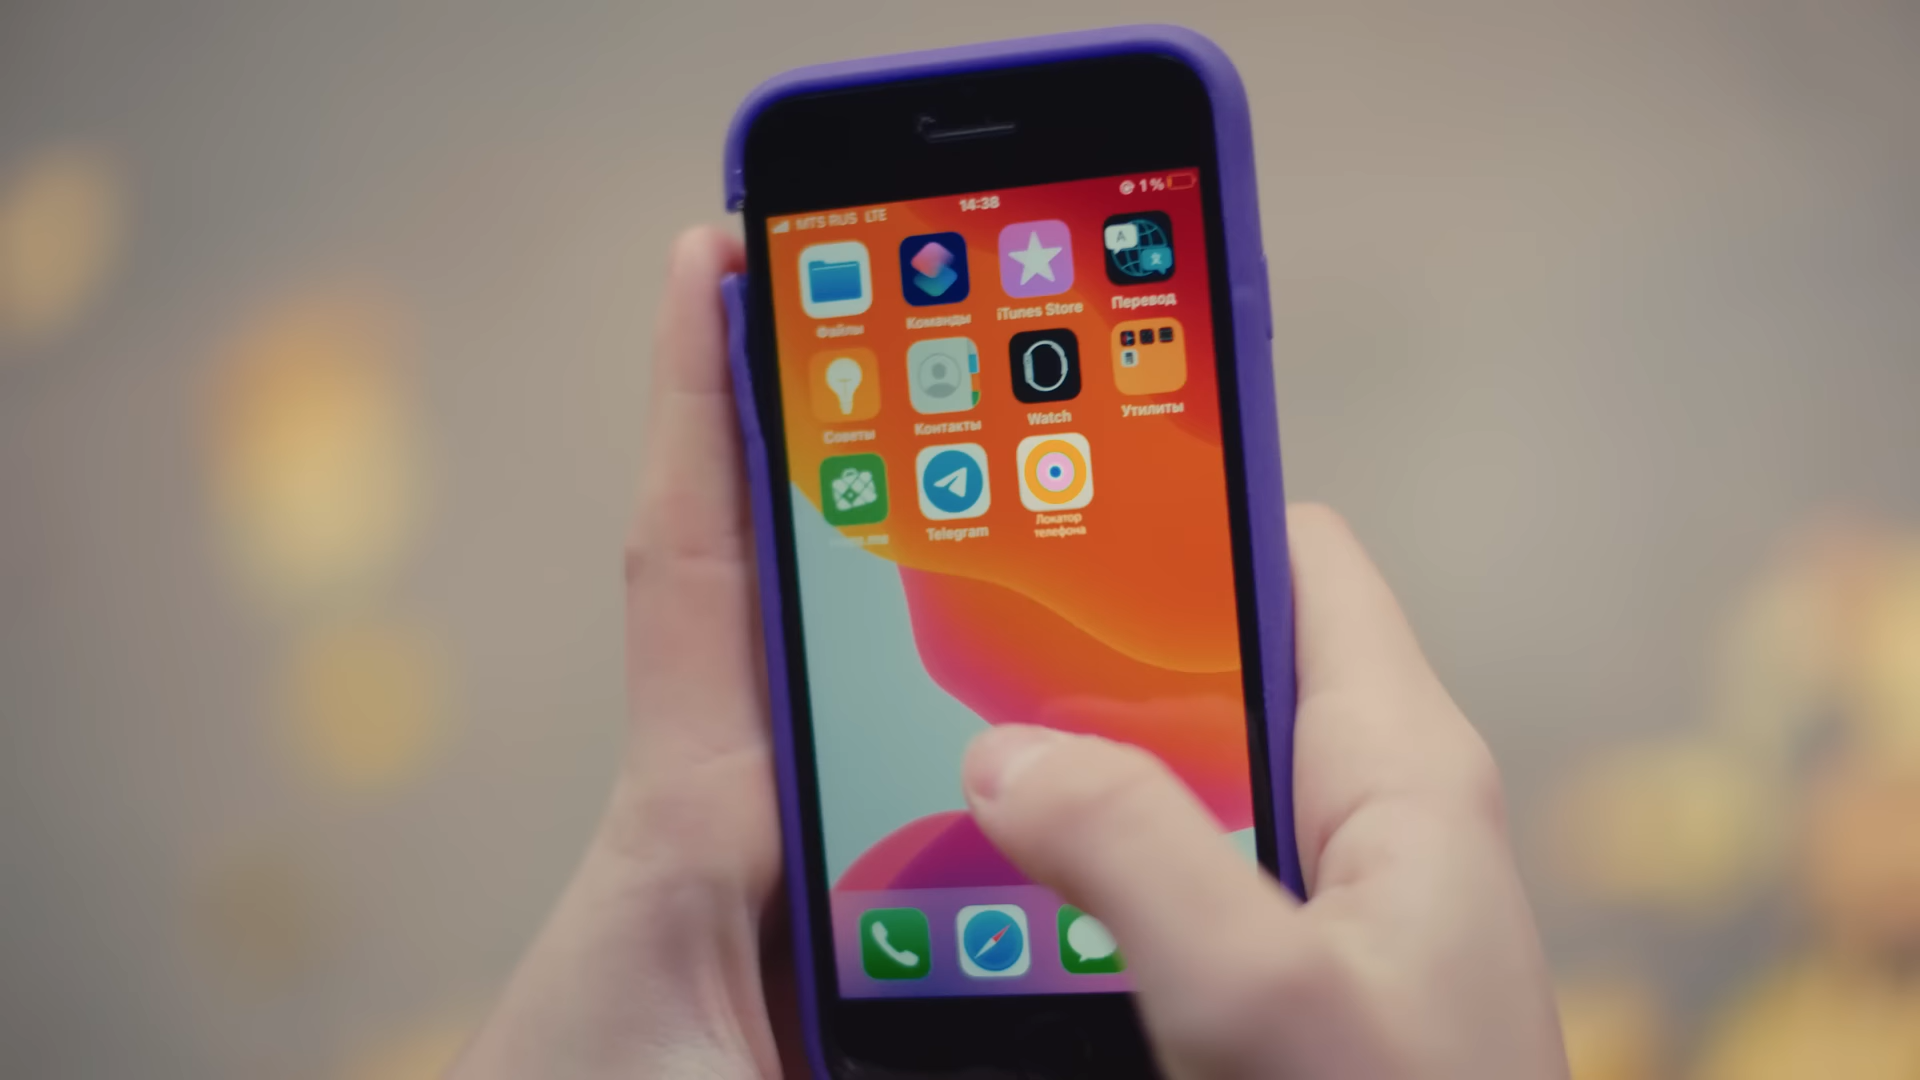 MTS RUS LTE 14:38 1%
Файлы Команды iTunes Store Перевод
Советы Контакты Watch Утилиты
Telegram Локатор
телефона